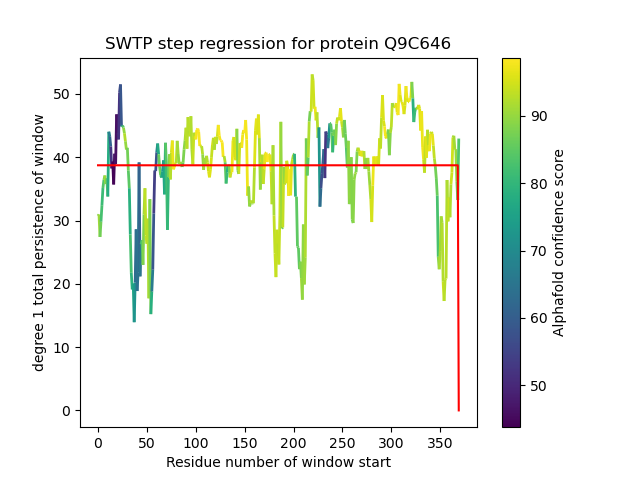 SWTP step regression for protein Q9C646
degree 1 total persistence of window
50
40
30
20
10
0
0 50 100 150 200 250 300 350
Residue number of window start
90
80
70
60
50
Alphafold confidence score